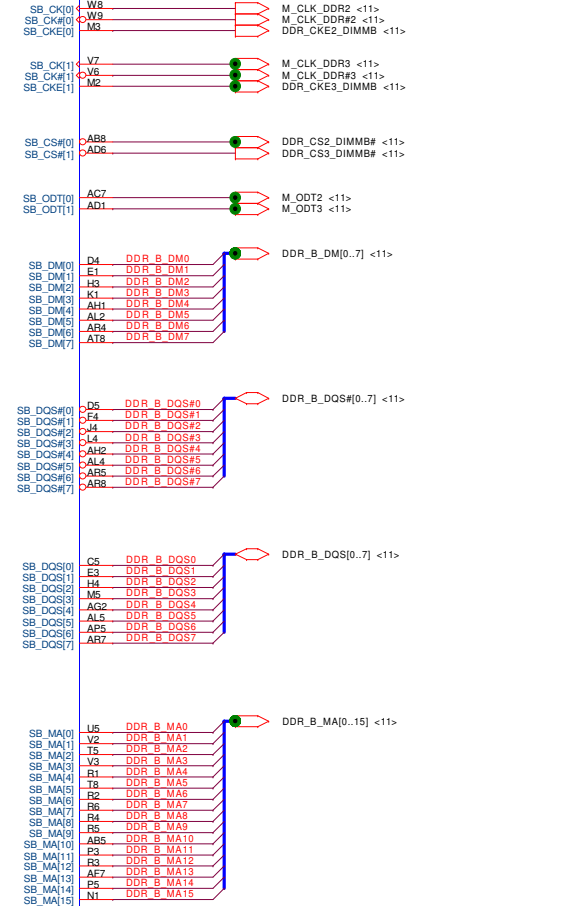 SB_CK[0] W8 M_CLK_DDR2 <11>
SB_CK#[0] W9 M_CLK_DDR#2 <11>
SB_CKE[0] M3 DDR_CKE2_DIMMB <11>
SB_CK[1] V7 M_CLK_DDR3 <11>
SB_CK#[1] V6 M_CLK_DDR#3 <11>
SB_CKE[1] M2 DDR_CKE3_DIMMB <11>
SB_CS#[0] AB8 DDR_CS2_DIMMB# <11>
SB_CS#[1] AD6 DDR_CS3_DIMMB# <11>
SB_ODT[0] AC7 M_ODT2 <11>
SB_ODT[1] AD1 M_ODT3 <11>
DDR_B_DM[0..7] <11>
SB_DM[0] D4 DDR_B_DM0
SB_DM[1] E1 DDR_B_DM1
SB_DM[2] H3 DDR_B_DM2
SB_DM[3] K1 DDR_B_DM3
SB_DM[4] AH1 DDR_B_DM4
SB_DM[5] AL2 DDR_B_DM5
SB_DM[6] AR4 DDR_B_DM6
SB_DM[7] AT8 DDR_B_DM7
DDR_B_DQS#[0..7] <11>
SB_DQS#[0] D5 DDR_B_DQS#0
SB_DQS#[1] F4 DDR_B_DQS#1
SB_DQS#[2] J4 DDR_B_DQS#2
SB_DQS#[3] L4 DDR_B_DQS#3
SB_DQS#[4] AH2 DDR_B_DQS#4
SB_DQS#[5] AL4 DDR_B_DQS#5
SB_DQS#[6] AR5 DDR_B_DQS#6
SB_DQS#[7] AR8 DDR_B_DQS#7
DDR_B_DQS[0..7] <11>
SB_DQS[0] C5 DDR_B_DQS0
SB_DQS[1] E3 DDR_B_DQS1
SB_DQS[2] H4 DDR_B_DQS2
SB_DQS[3] M5 DDR_B_DQS3
SB_DQS[4] AG2 DDR_B_DQS4
SB_DQS[5] AL5 DDR_B_DQS5
SB_DQS[6] AP5 DDR_B_DQS6
SB_DQS[7] AR7 DDR_B_DQS7
DDR_B_MA[0..15] <11>
SB_MA[0] U5 DDR_B_MA0
SB_MA[1] V2 DDR_B_MA1
SB_MA[2] T5 DDR_B_MA2
SB_MA[3] V3 DDR_B_MA3
SB_MA[4] R1 DDR_B_MA4
SB_MA[5] T8 DDR_B_MA5
SB_MA[6] R2 DDR_B_MA6
SB_MA[7] R6 DDR_B_MA7
SB_MA[8] R4 DDR_B_MA8
SB_MA[9] R5 DDR_B_MA9
SB_MA[10] AB5 DDR_B_MA10
SB_MA[11] P3 DDR_B_MA11
SB_MA[12] R3 DDR_B_MA12
SB_MA[13] AF7 DDR_B_MA13
SB_MA[14] P5 DDR_B_MA14
SB_MA[15] N1 DDR_B_MA15